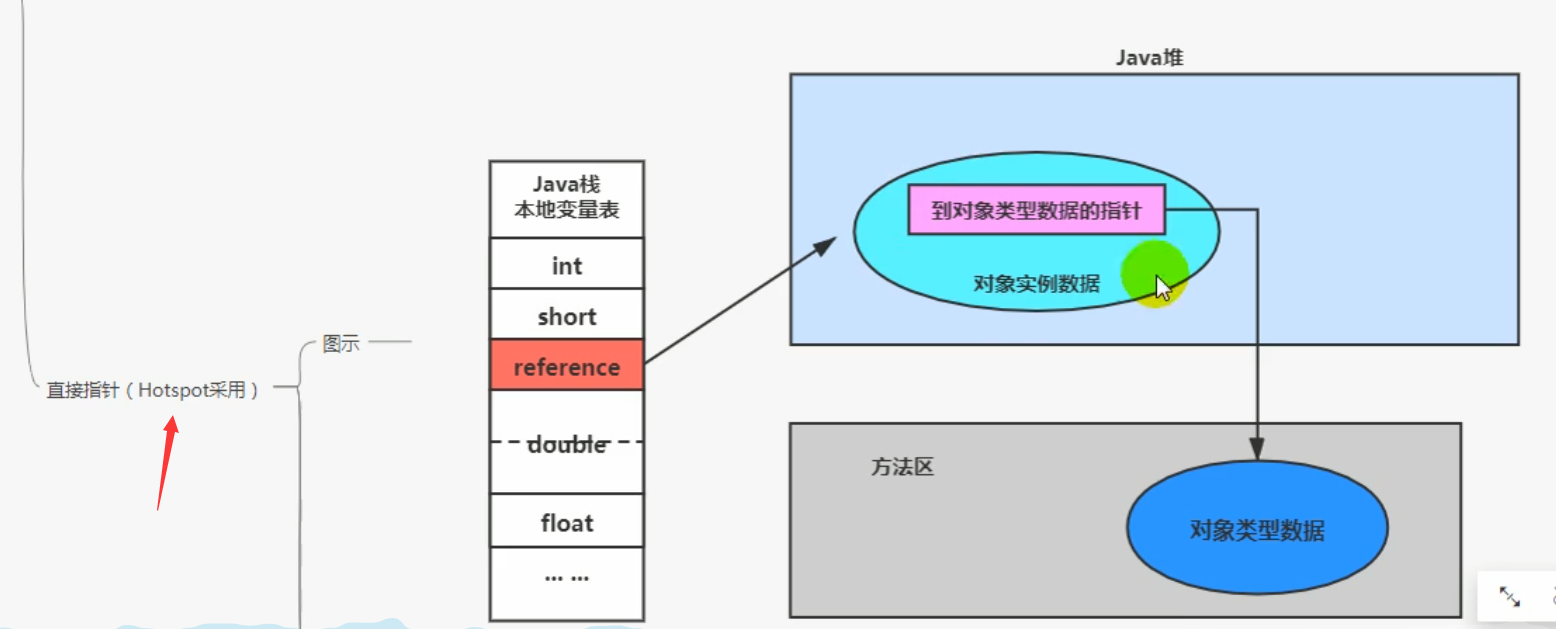 Java堆
Java栈
本地变量表
int
short
reference
double
float
... ...
到对象类型数据的指针
对象实例数据
图示
直接指针（Hotspot采用）
方法区
对象类型数据